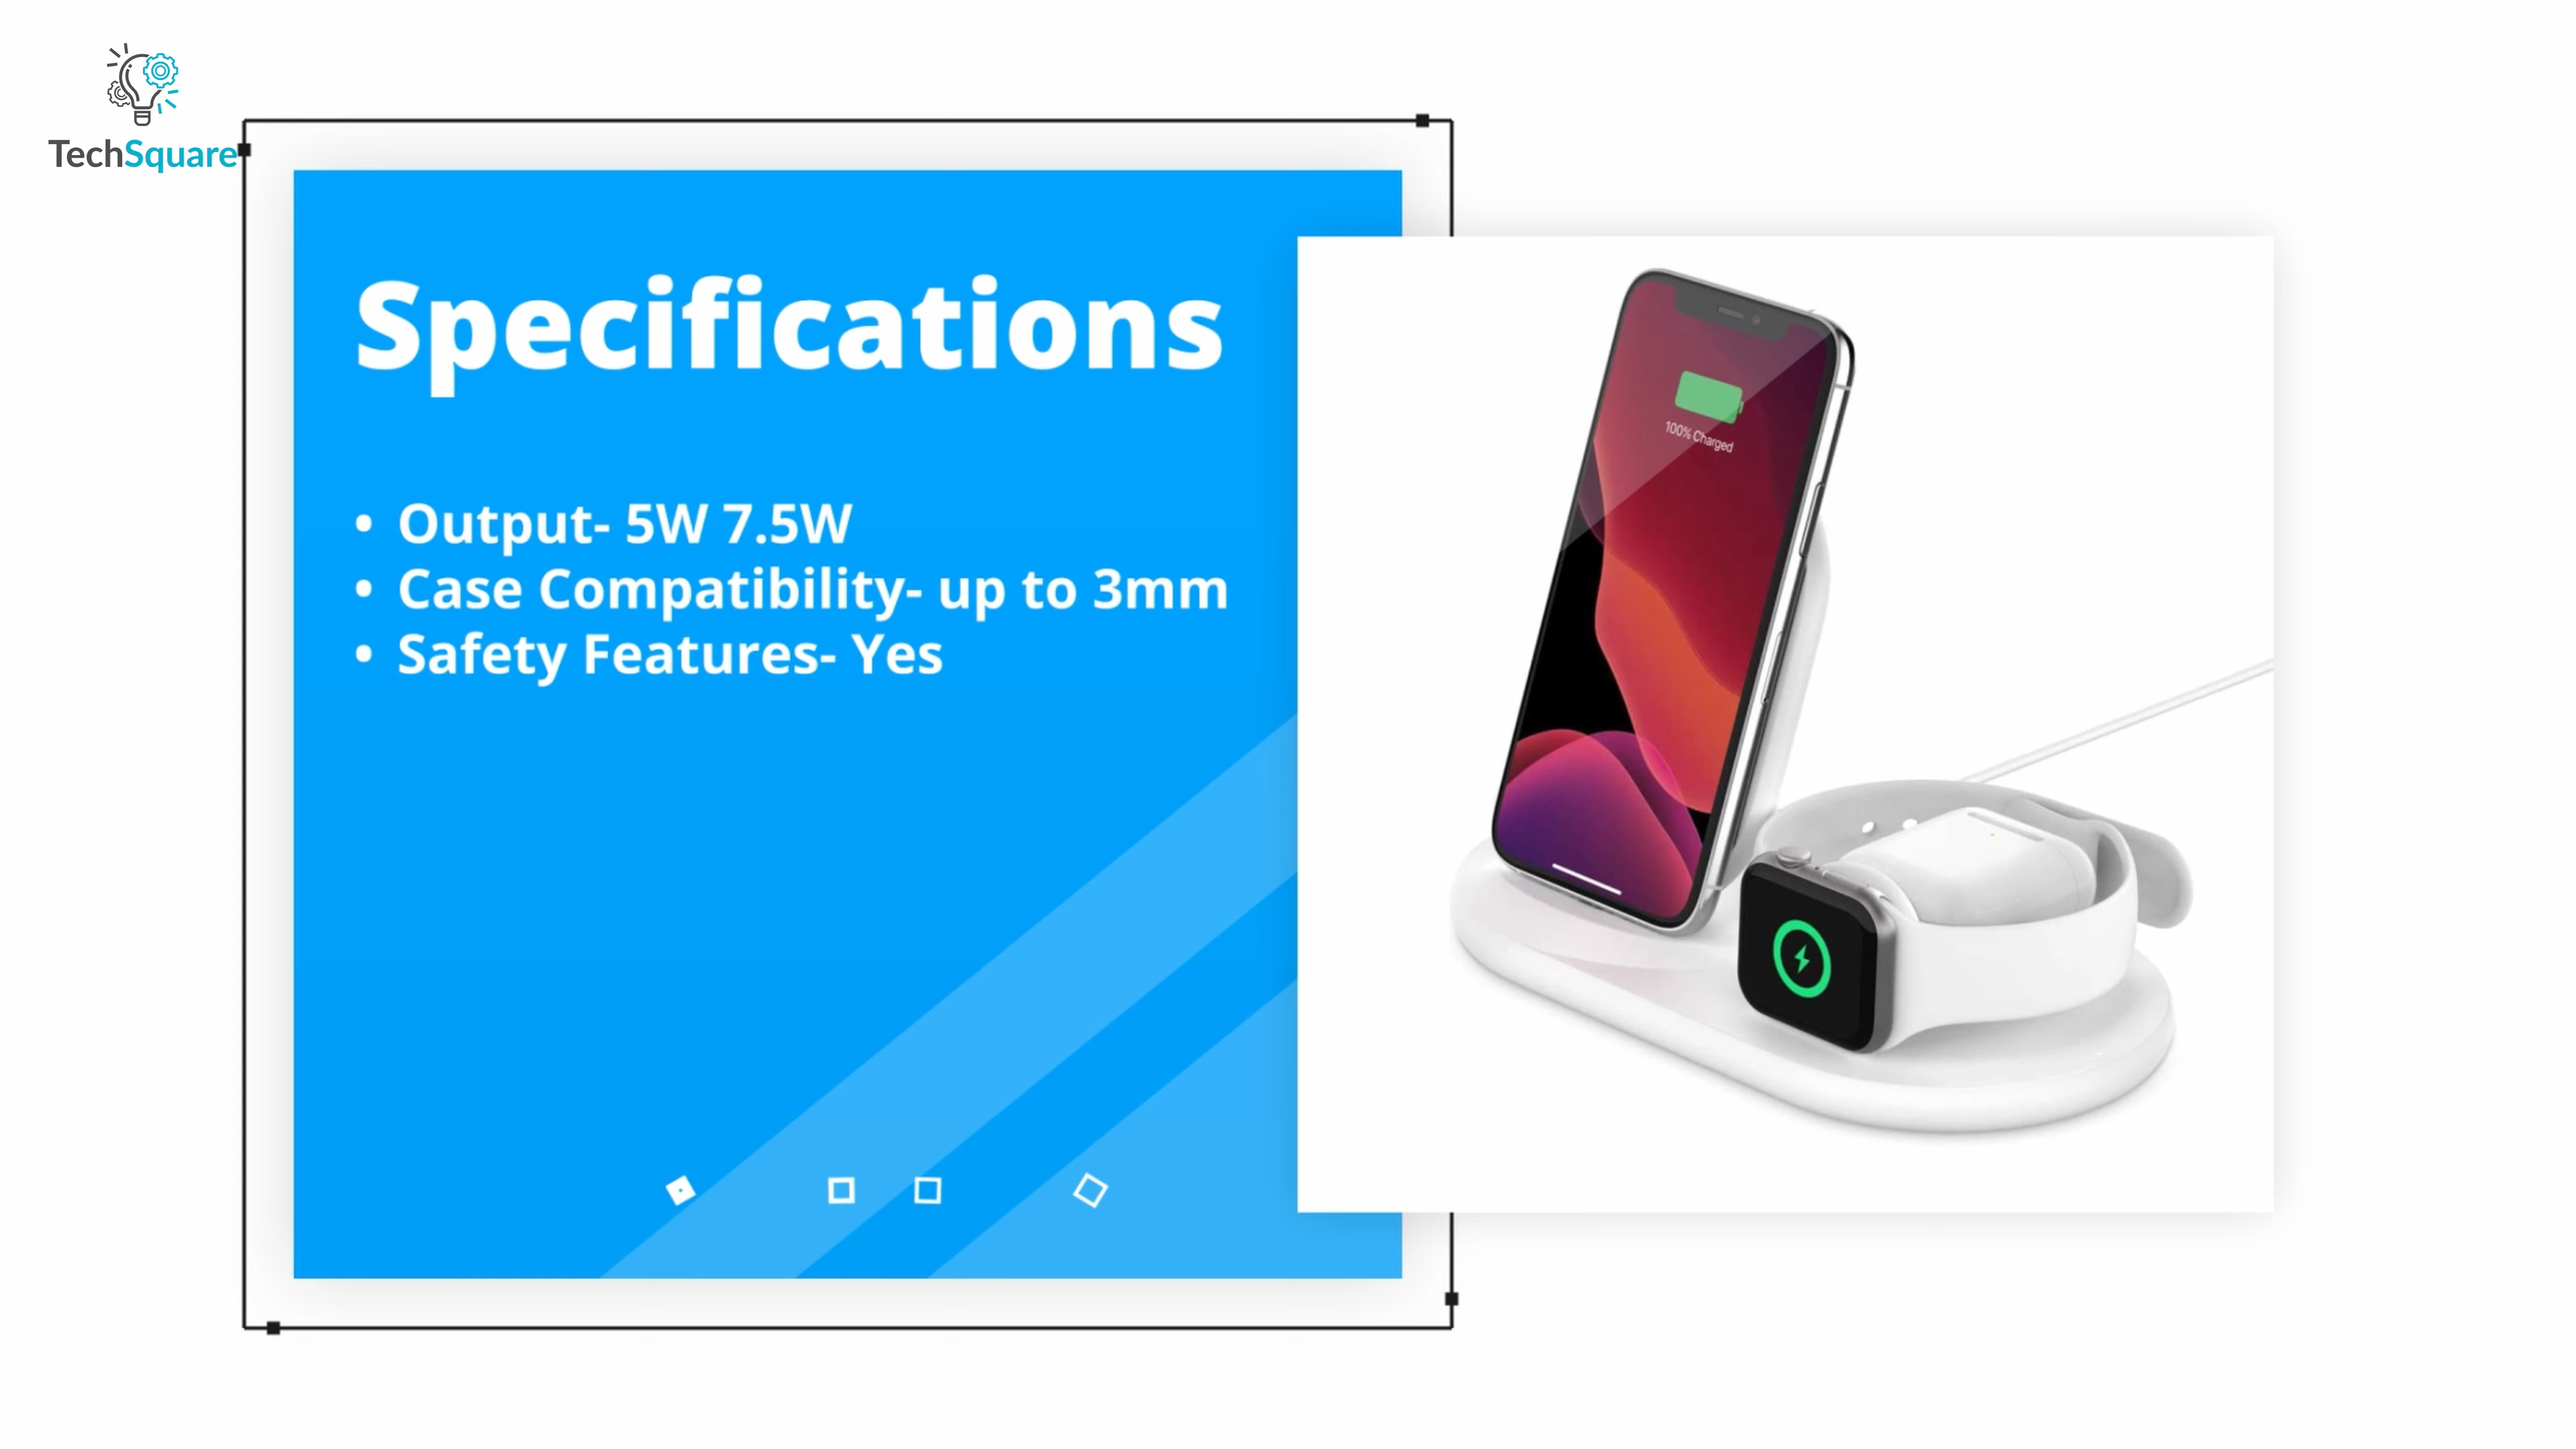 TechSquare
Specifications
• Output- 5W 7.5W
• Case Compatibility- up to 3mm
• Safety Features- Yes
100% Charged